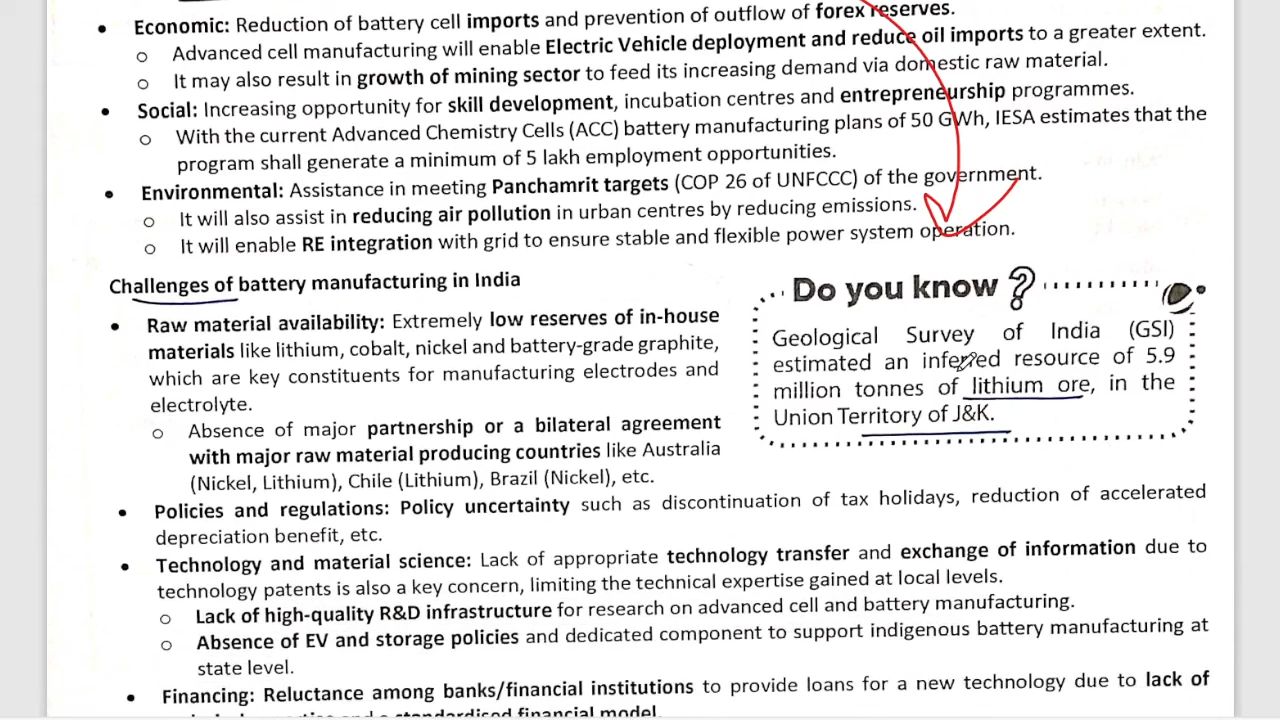 • Economic: Reduction of battery cell imports and prevention of outflow of forex reserves.
o Advanced cell manufacturing will enable Electric Vehicle deployment and reduce oil imports to a greater extent.
o It may also result in growth of mining sector to feed its increasing demand via domestic raw material.
• Social: Increasing opportunity for skill development, incubation centres and entrepreneurship programmes.
o With the current Advanced Chemistry Cells (ACC) battery manufacturing plans of 50 GWh, IESA estimates that the
program shall generate a minimum of 5 lakh employment opportunities.
• Environmental: Assistance in meeting Panchamrit targets (COP 26 of UNFCCC) of the government.
o It will also assist in reducing air pollution in urban centres by reducing emissions.
o It will enable RE integration with grid to ensure stable and flexible power system operation.
Challenges of battery manufacturing in India
• Raw material availability: Extremely low reserves of in-house
materials like lithium, cobalt, nickel and battery-grade graphite,
which are key constituents for manufacturing electrodes and
electrolyte.
o Absence of major partnership or a bilateral agreement
with major raw material producing countries like Australia
(Nickel, Lithium), Chile (Lithium), Brazil (Nickel), etc.
Do you know ?
Geological Survey of India (GSI)
estimated an inferred resource of 5.9
million tonnes of lithium ore, in the
Union Territory of J&K.
• Policies and regulations: Policy uncertainty such as discontinuation of tax holidays, reduction of accelerated
depreciation benefit, etc.
• Technology and material science: Lack of appropriate technology transfer and exchange of information due to
technology patents is also a key concern, limiting the technical expertise gained at local levels.
o Lack of high-quality R&D infrastructure for research on advanced cell and battery manufacturing.
o Absence of EV and storage policies and dedicated component to support indigenous battery manufacturing at
state level.
• Financing: Reluctance among banks/financial institutions to provide loans for a new technology due to lack of
standardised financial model.